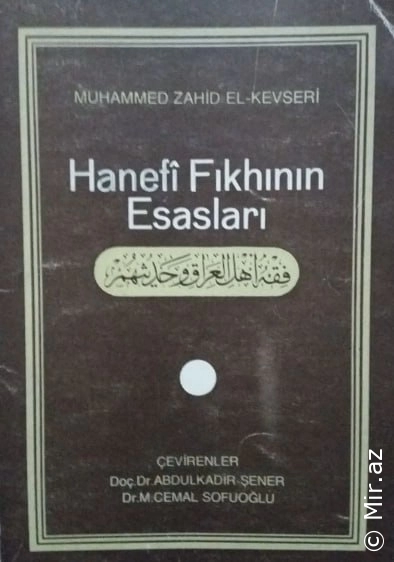 MUHAMMED ZAHİD EL-KEVSERİ
Hanefî Fıkhının
Esasları
فقه أهل العراق وحديثهم
ÇEVİRENLER
Doç.Dr.ABDULKADİR ŞENER
Dr.M.CEMAL SOFUOĞLU
© Mir.az